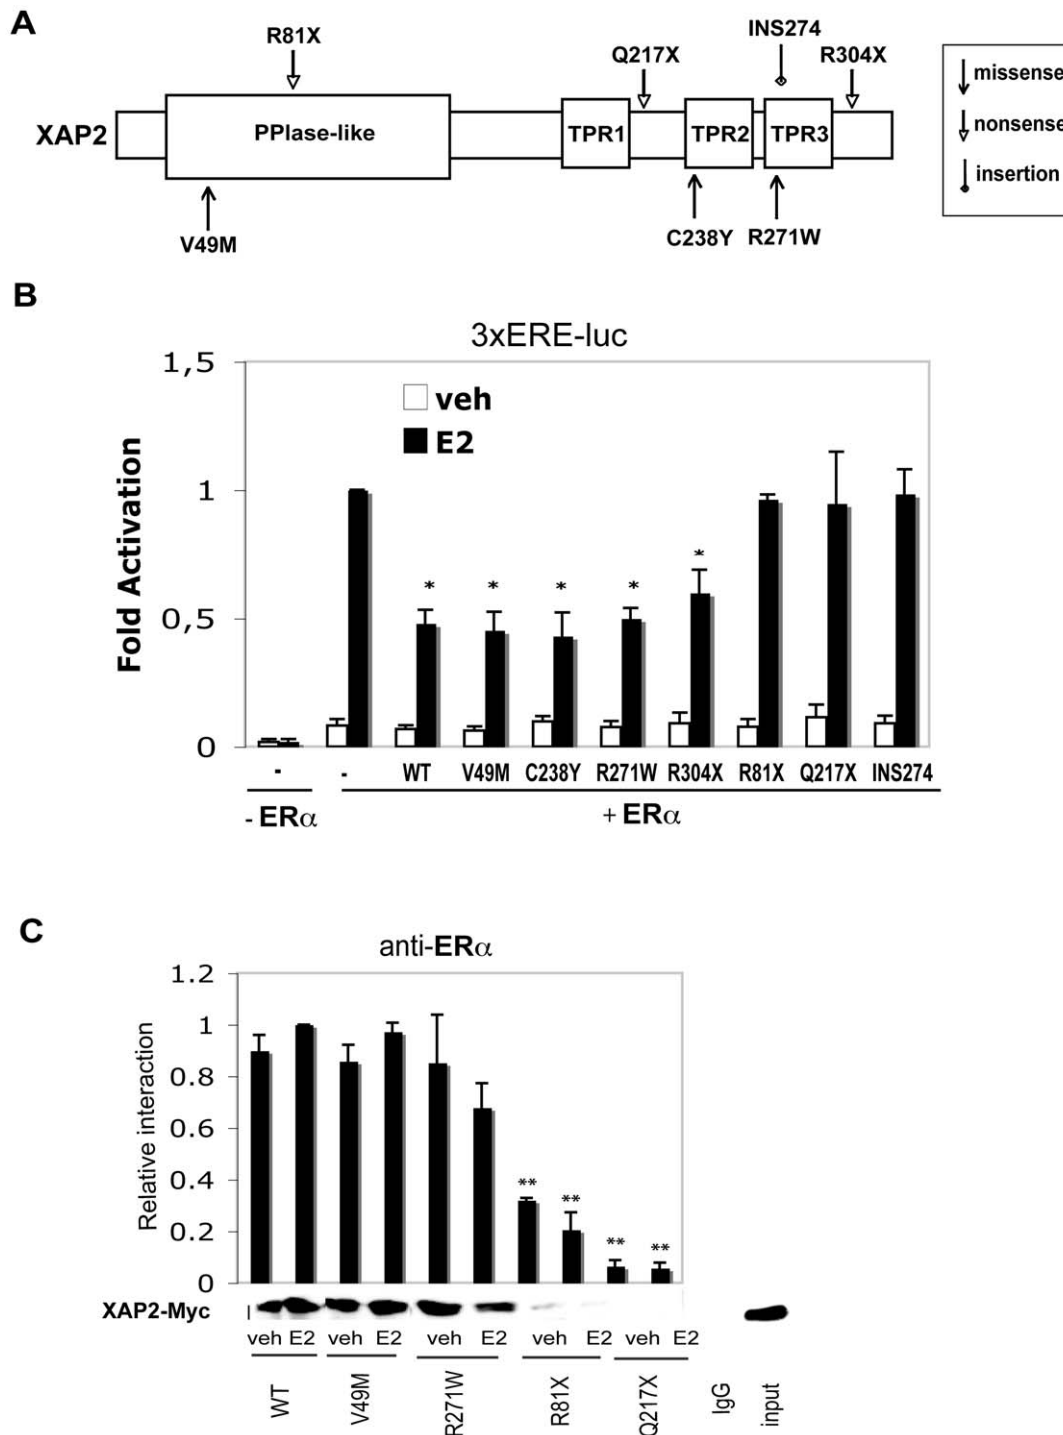 A
R81X
Q217X
INS274
R304X
XAP2
PPlase-like
TPR1
TPR2
TPR3
V49M
C238Y
R271W
missense
nonsense
insertion
B
3xERE-luc
Fold Activation
1,5
1
0,5
0
veh
E2
* * * * *
- - WT V49M C238Y R271W R304X R81X Q217X INS274
- ERα + ERα
C
anti-ERα
Relative interaction
1.2
1
0.8
0.6
0.4
0.2
0
** ** ** **
XAP2-Myc
veh E2 veh E2 veh E2 veh E2 veh E2
WT V49M R271W R81X Q217X IgG input